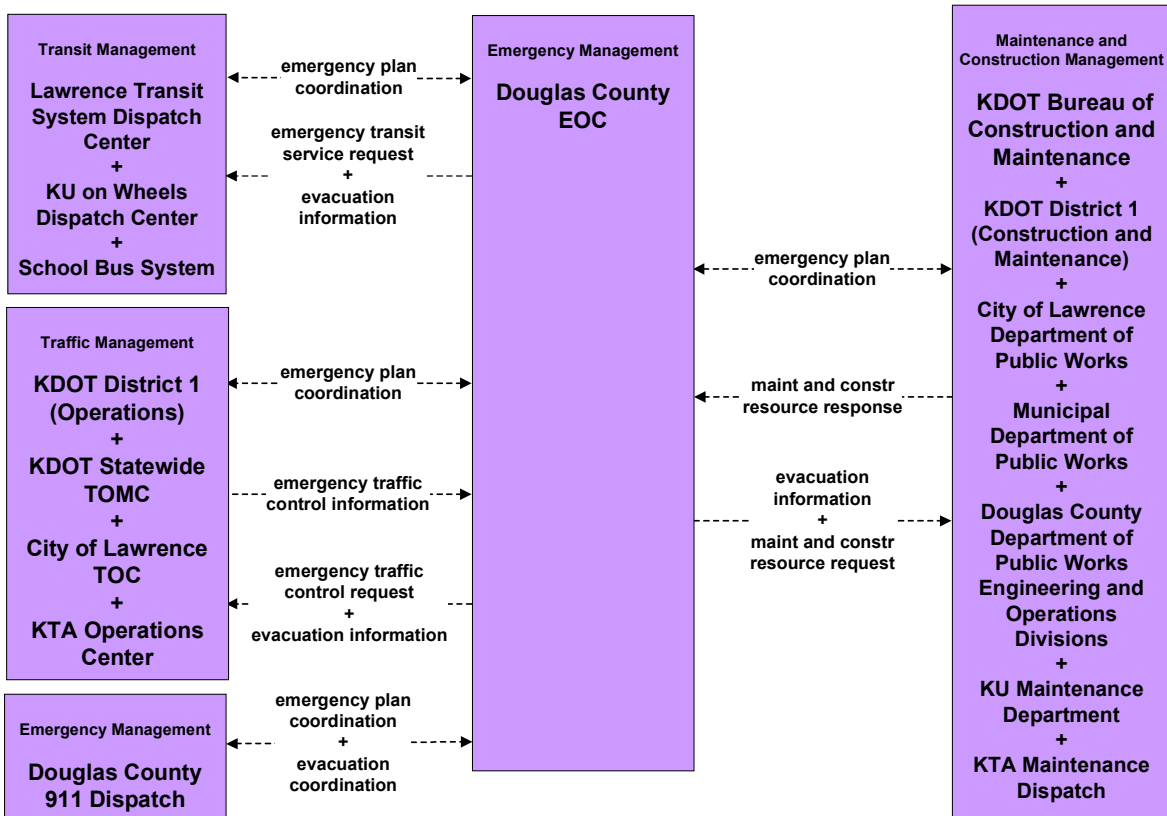 Transit Management
Lawrence Transit
System Dispatch
Center
+
KU on Wheels
Dispatch Center
+
School Bus System
Traffic Management
KDOT District 1
(Operations)
+
KDOT Statewide
TOMC
+
City of Lawrence
TOC
+
KTA Operations
Center
Emergency Management
Douglas County
911 Dispatch
emergency plan
coordination
emergency transit
service request
+
evacuation
information
emergency plan
coordination
emergency traffic
control information
emergency traffic
control request
+
evacuation information
emergency plan
coordination
+
evacuation
coordination
Emergency Management
Douglas County
EOC
emergency plan
coordination
maint and constr
resource response
evacuation
information
+
maint and constr
resource request
Maintenance and
Construction Management
KDOT Bureau of
Construction and
Maintenance
+
KDOT District 1
(Construction and
Maintenance)
+
City of Lawrence
Department of
Public Works
+
Municipal
Department of
Public Works
+
Douglas County
Department of
Public Works
Engineering and
Operations
Divisions
+
KU Maintenance
Department
+
KTA Maintenance
Dispatch